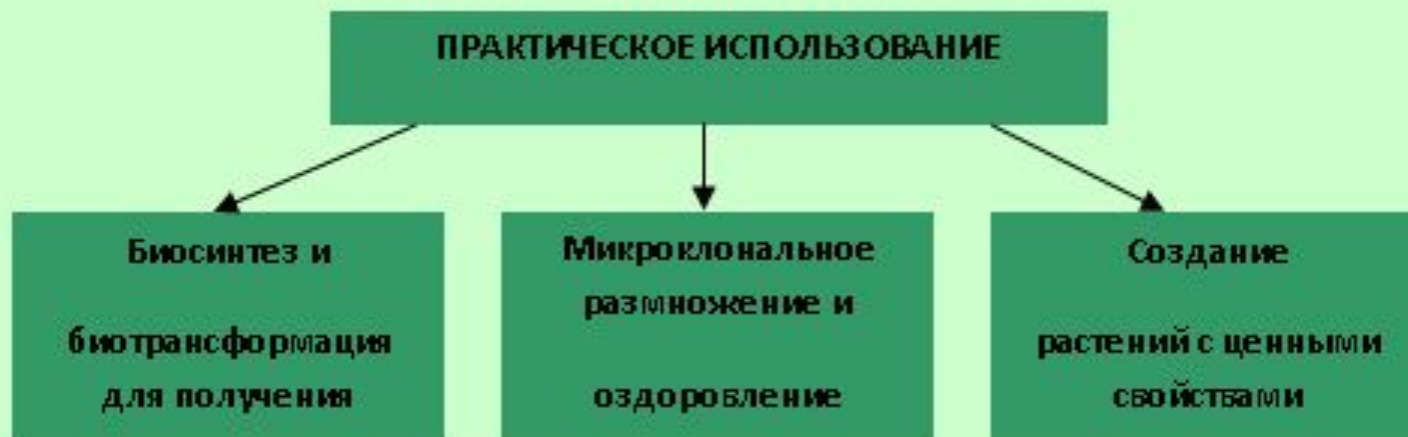 ПРАКТИЧЕСКОЕ ИСПОЛЬЗОВАНИЕ
Биосинтез и
биотрансформация
для получения
Микроклональное
размножение и
оздоровление
Создание
растений с ценными
свойствами